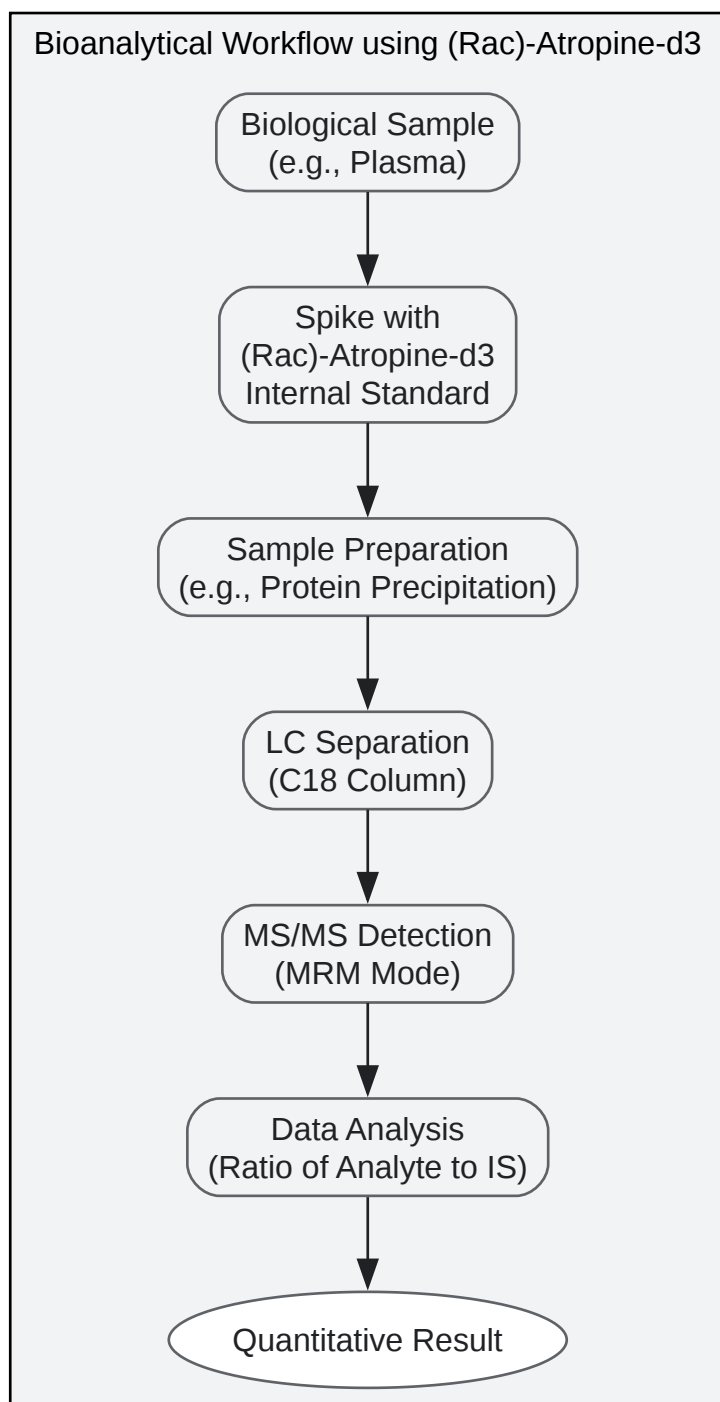 Bioanalytical Workflow using (Rac)-Atropine-d3
Biological Sample
(e.g., Plasma)
Spike with
(Rac)-Atropine-d3
Internal Standard
Sample Preparation
(e.g., Protein Precipitation)
LC Separation
(C18 Column)
MS/MS Detection
(MRM Mode)
Data Analysis
(Ratio of Analyte to IS)
Quantitative Result